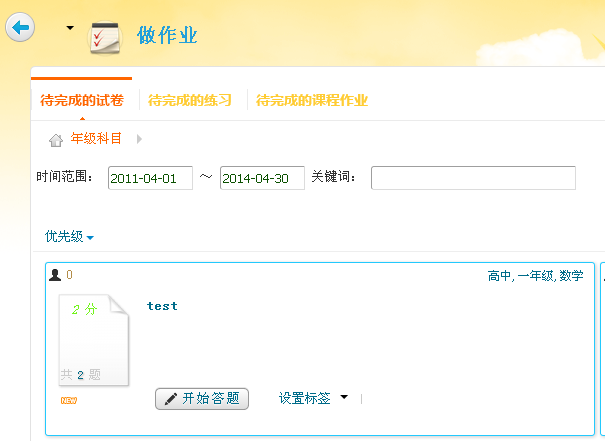 做作业
待完成的试卷 待完成的练习 待完成的课程作业
年级科目
时间范围： 2011-04-01 ～ 2014-04-30 关键词：
优先级
0 高中,一年级,数学
2 分 test
共 2 题
NEW 开始答题 设置标签